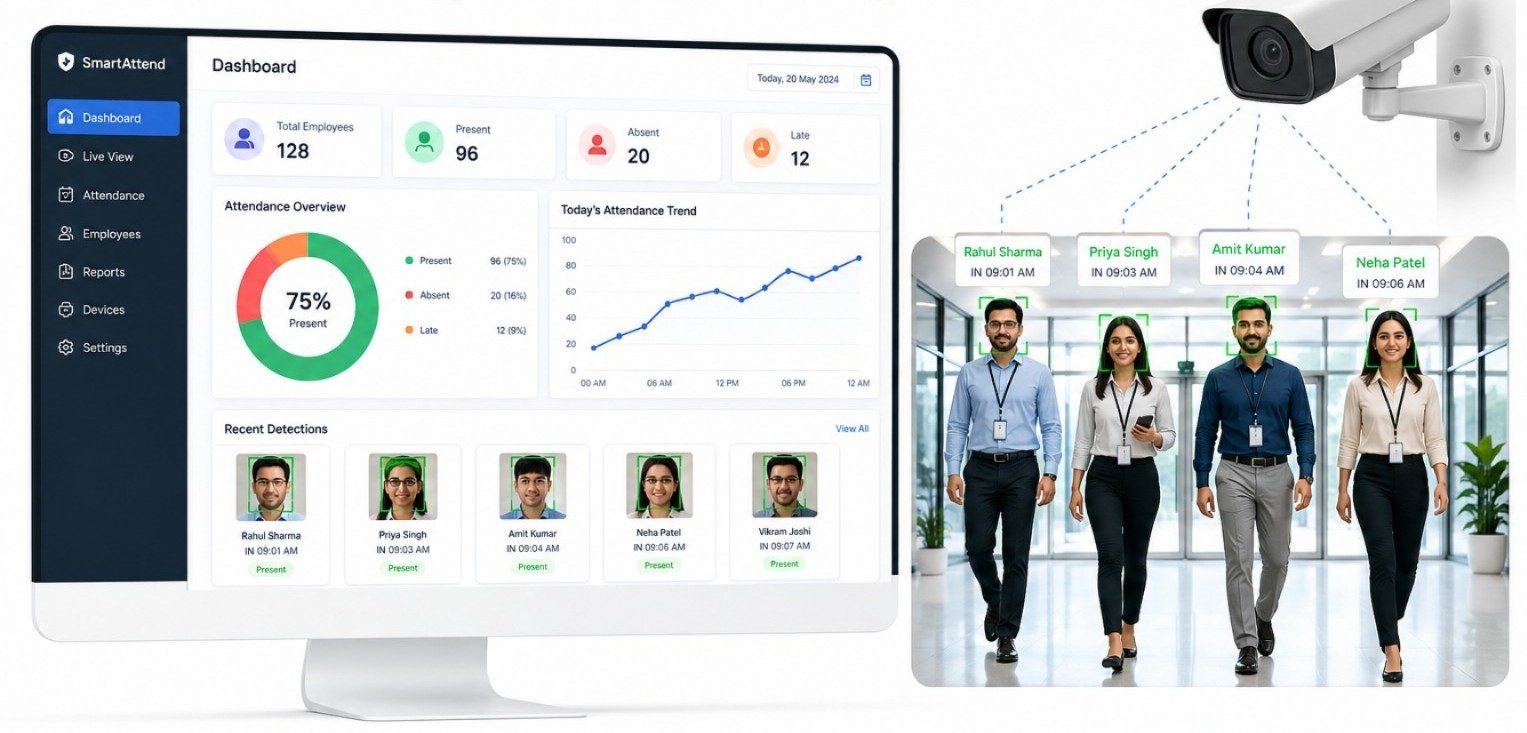 SmartAttend
Dashboard
Live View
Attendance
Employees
Reports
Devices
Settings
Dashboard
Today, 20 May 2024
Total Employees
128
Present
96
Absent
20
Late
12
Attendance Overview
75%
Present
Present 96 (75%)
Absent 20 (16%)
Late 12 (9%)
Today's Attendance Trend
100
80
60
40
20
0
00 AM 06 AM 12 PM 06 PM 12 AM
Recent Detections
View All
Rahul Sharma
IN 09:01 AM
Present
Priya Singh
IN 09:03 AM
Present
Amit Kumar
IN 09:04 AM
Present
Neha Patel
IN 09:06 AM
Present
Vikram Joshi
IN 09:07 AM
Present
Rahul Sharma
IN 09:01 AM
Priya Singh
IN 09:03 AM
Amit Kumar
IN 09:04 AM
Neha Patel
IN 09:06 AM